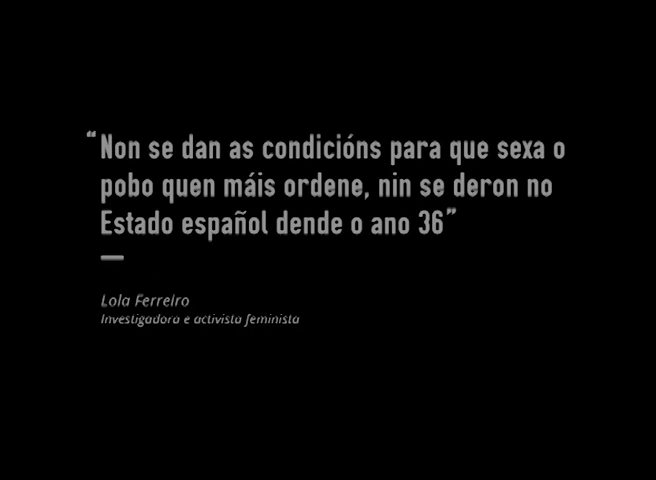 “Non se dan as condicións para que sexa o
pobo quen máis ordene, nin se deron no
Estado español dende o ano 36”
Lola Ferreiro
Investigadora e activista feminista